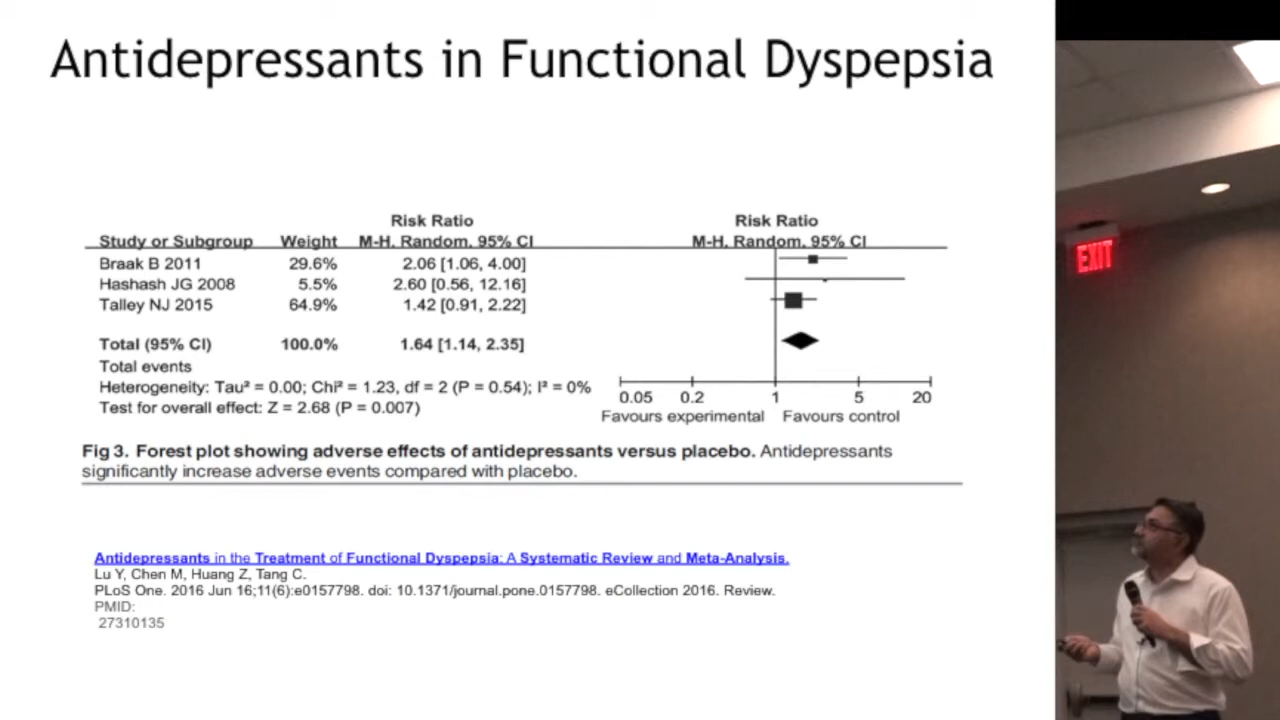 Antidepressants in Functional Dyspepsia
Risk Ratio Risk Ratio
Study or Subgroup Weight M-H, Random, 95% CI M-H, Random, 95% CI
Braak B 2011 29.6% 2.06 [1.06, 4.00]
Hashash JG 2008 5.5% 2.60 [0.56, 12.16]
Talley NJ 2015 64.9% 1.42 [0.91, 2.22]
Total (95% CI) 100.0% 1.64 [1.14, 2.35]
Total events
Heterogeneity: Tau² = 0.00; Chi² = 1.23, df = 2 (P = 0.54); I² = 0%
Test for overall effect: Z = 2.68 (P = 0.007)
0.05 0.2 1 5 20
Favours experimental Favours control
Fig 3. Forest plot showing adverse effects of antidepressants versus placebo. Antidepressants
significantly increase adverse events compared with placebo.
Antidepressants in the Treatment of Functional Dyspepsia: A Systematic Review and Meta-Analysis.
Lu Y, Chen M, Huang Z, Tang C.
PLoS One. 2016 Jun 16;11(6):e0157798. doi: 10.1371/journal.pone.0157798. eCollection 2016. Review.
PMID:
27310135
EXIT